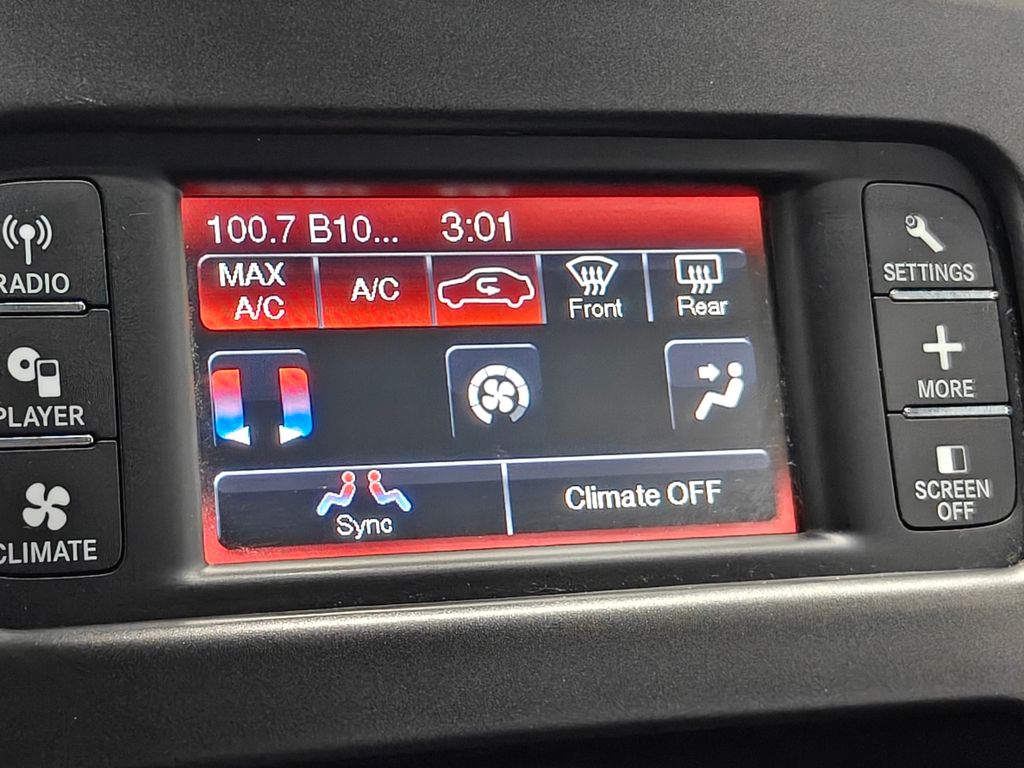 100.7 B10... 3:01
MAX
A/C
A/C
Front
Rear
Sync
Climate OFF
RADIO
PLAYER
CLIMATE
SETTINGS
MORE
SCREEN
OFF